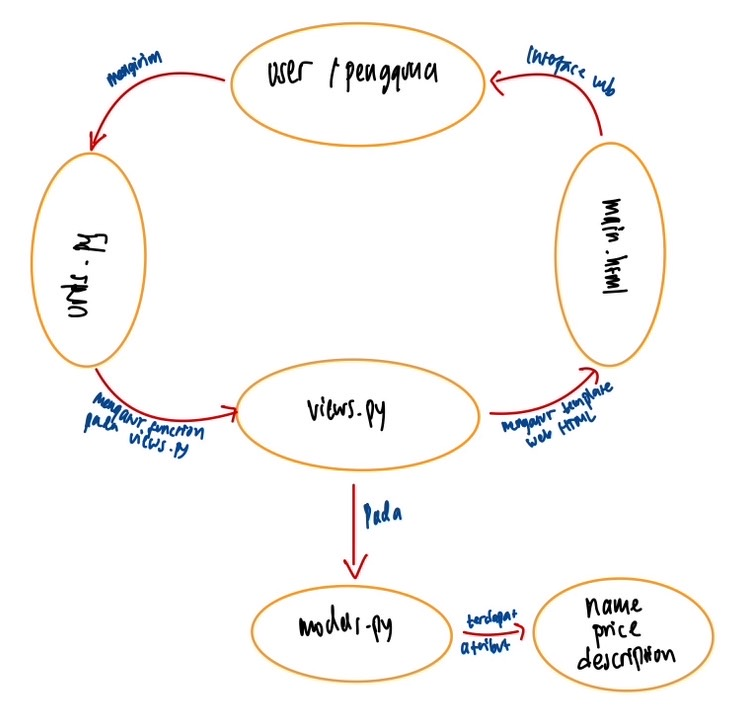 user / pengguna
mengirim
Interface web
urls.py
main.html
mengatur function
pada views.py
views.py
mengatur template
web HTML
Pada
models.py
terdapat
atribut
name
price
description